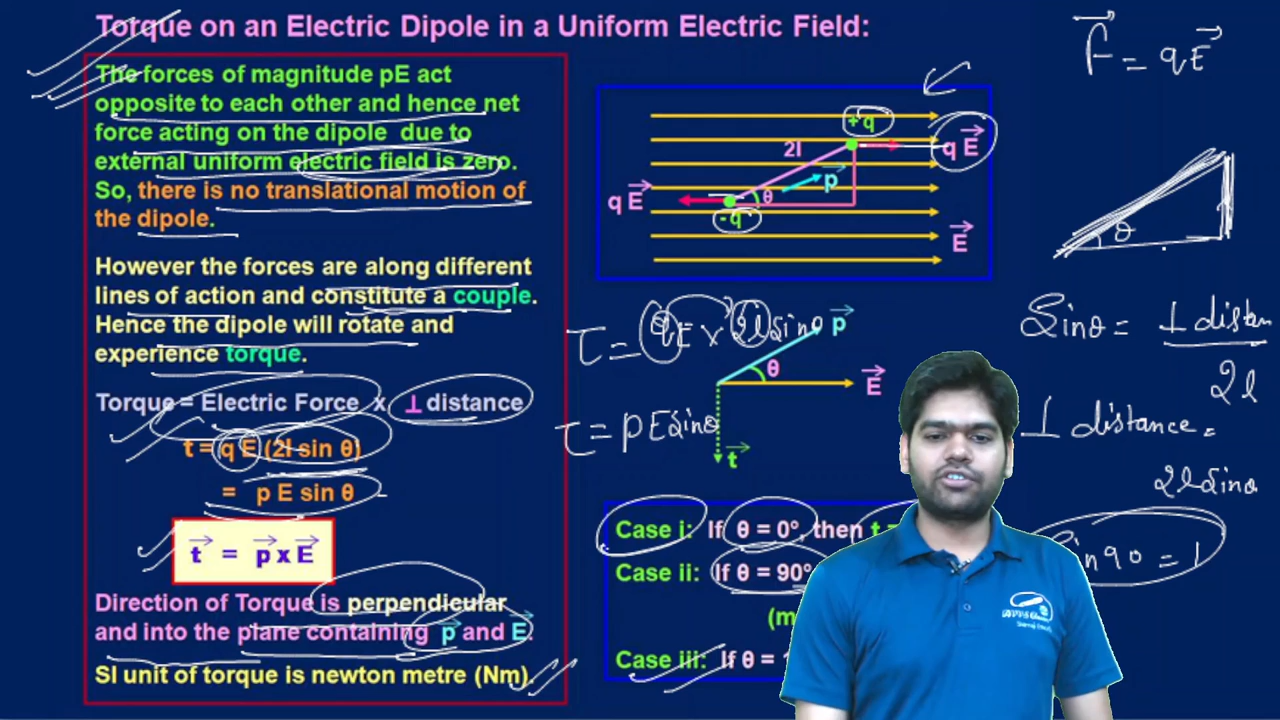 Torque on an Electric Dipole in a Uniform Electric Field:
The forces of magnitude pE act
opposite to each other and hence net
force acting on the dipole due to
external uniform electric field is zero.
So, there is no translational motion of
the dipole.
However the forces are along different
lines of action and constitute a couple.
Hence the dipole will rotate and
experience torque.
Torque = Electric Force x ⊥ distance
t = q E (2l sin θ)
= p E sin θ
t⃗ = p⃗ x E⃗
Direction of Torque is perpendicular
and into the plane containing p⃗ and E⃗.
SI unit of torque is newton metre (Nm).
+ q
2l
q E⃗
p⃗
q E⃗
θ
- q
E⃗
τ = qE x 2l sinθ
p⃗
θ
E⃗
τ = pE sinθ
t⃗
Case i: If θ = 0°, then t =
Case ii: If θ = 90°
(m
Case iii: If θ =
F⃗ = qE⃗
θ
Sinθ = ⊥ distan
2l
⊥ distance =
2l Sinθ
in 90 = 1